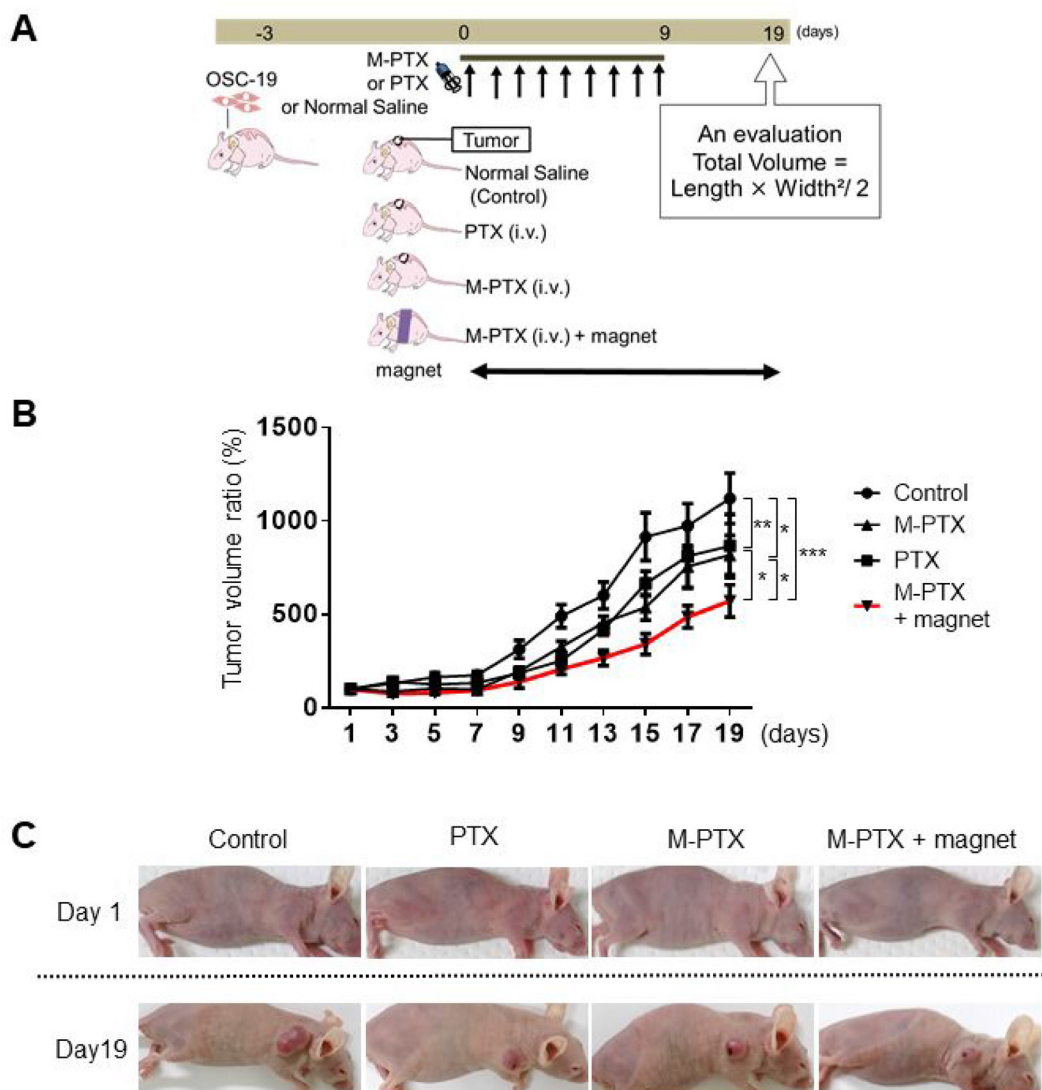 A
-3 0 9 19 (days)
OSC-19
M-PTX
or PTX
or Normal Saline
Tumor
Normal Saline
(Control)
PTX (i.v.)
M-PTX (i.v.)
M-PTX (i.v.) + magnet
magnet
An evaluation
Total Volume =
Length × Width²/ 2
B
Tumor volume ratio (%)
1500
1000
500
0
1 3 5 7 9 11 13 15 17 19 (days)
** * ***
* *
Control
M-PTX
PTX
M-PTX
+ magnet
C
Control PTX M-PTX M-PTX + magnet
Day 1
Day19